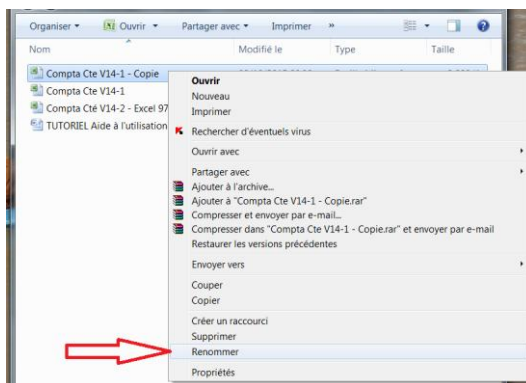 Organiser Ouvrir Partager avec Imprimer »
Nom Modifié le Type Taille
Compta Cte V14-1 - Copie
Compta Cte V14-1
Compta Cté V14-2 - Excel 97
TUTORIEL Aide à l'utilisation
Ouvrir
Nouveau
Imprimer
Rechercher d'éventuels virus
Ouvrir avec
Partager avec
Ajouter à l'archive...
Ajouter à "Compta Cte V14-1 - Copie.rar"
Compresser et envoyer par e-mail...
Compresser dans "Compta Cte V14-1 - Copie.rar" et envoyer par e-mail
Restaurer les versions précédentes
Envoyer vers
Couper
Copier
Créer un raccourci
Supprimer
Renommer
Propriétés